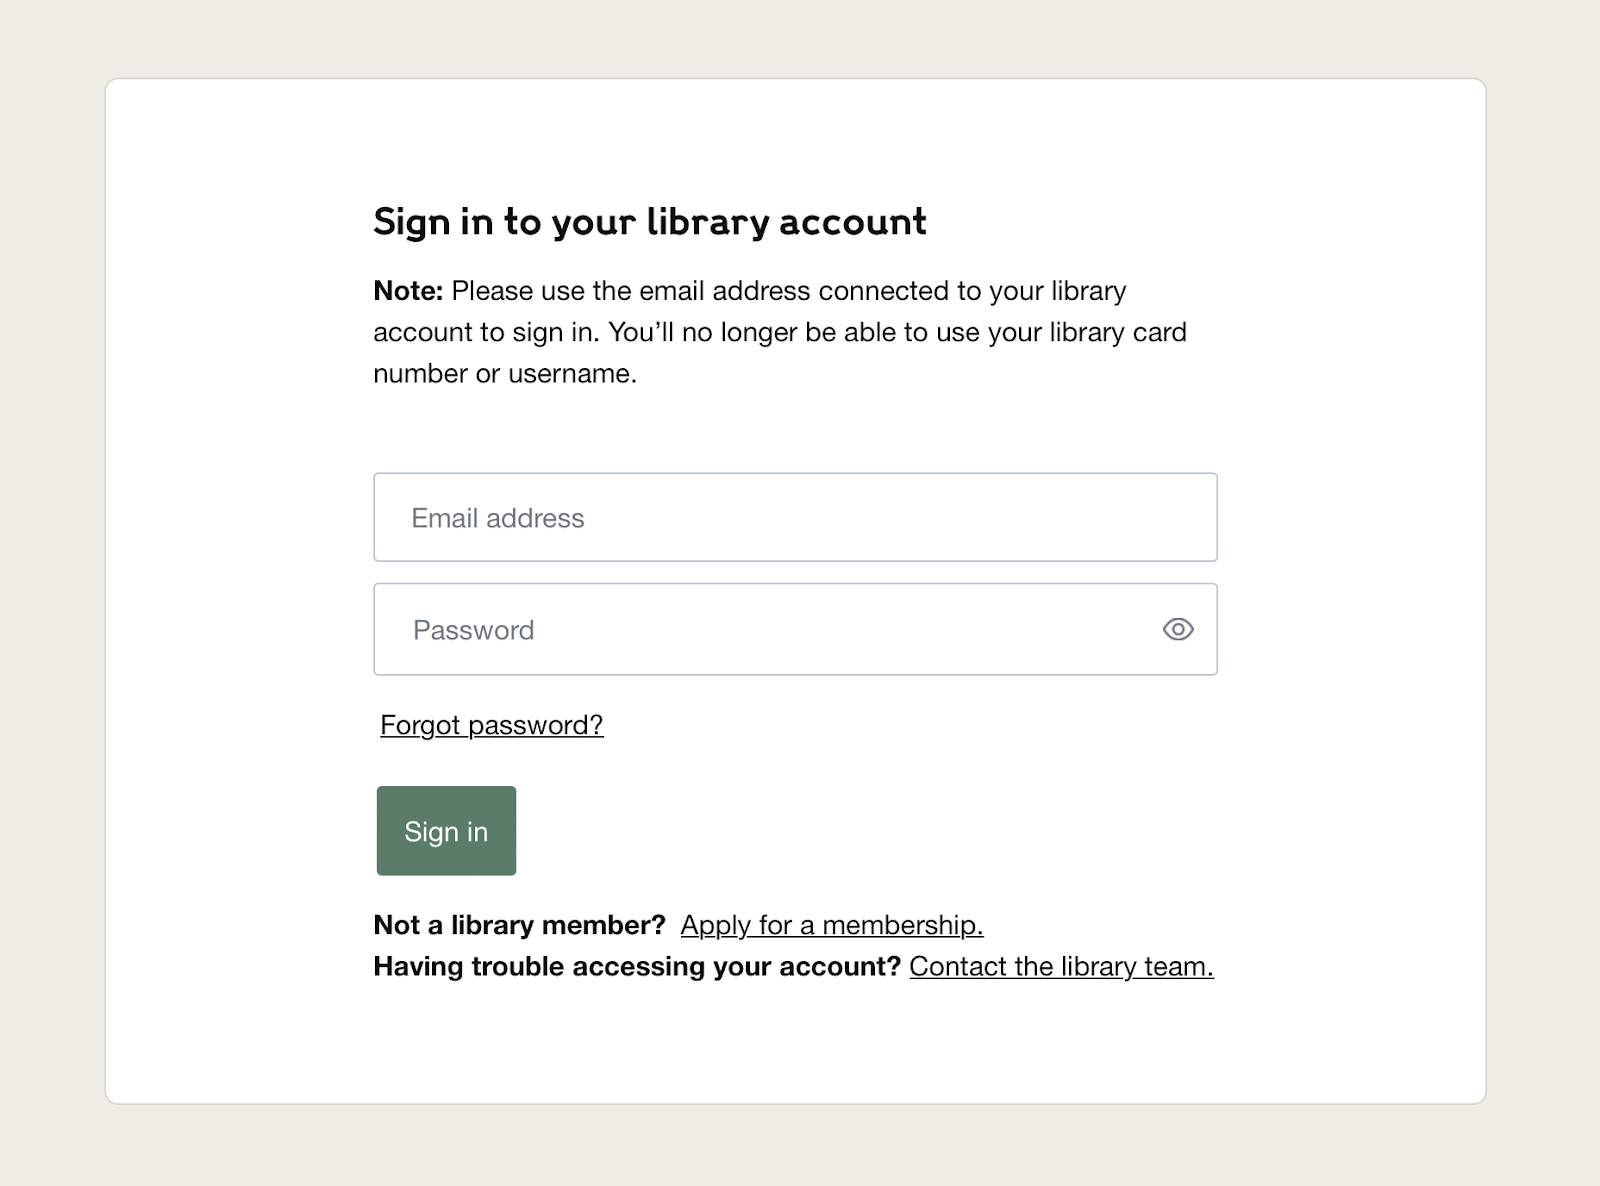 Sign in to your library account
Note: Please use the email address connected to your library
account to sign in. You’ll no longer be able to use your library card
number or username.
Email address
Password
Forgot password?
Sign in
Not a library member? Apply for a membership.
Having trouble accessing your account? Contact the library team.